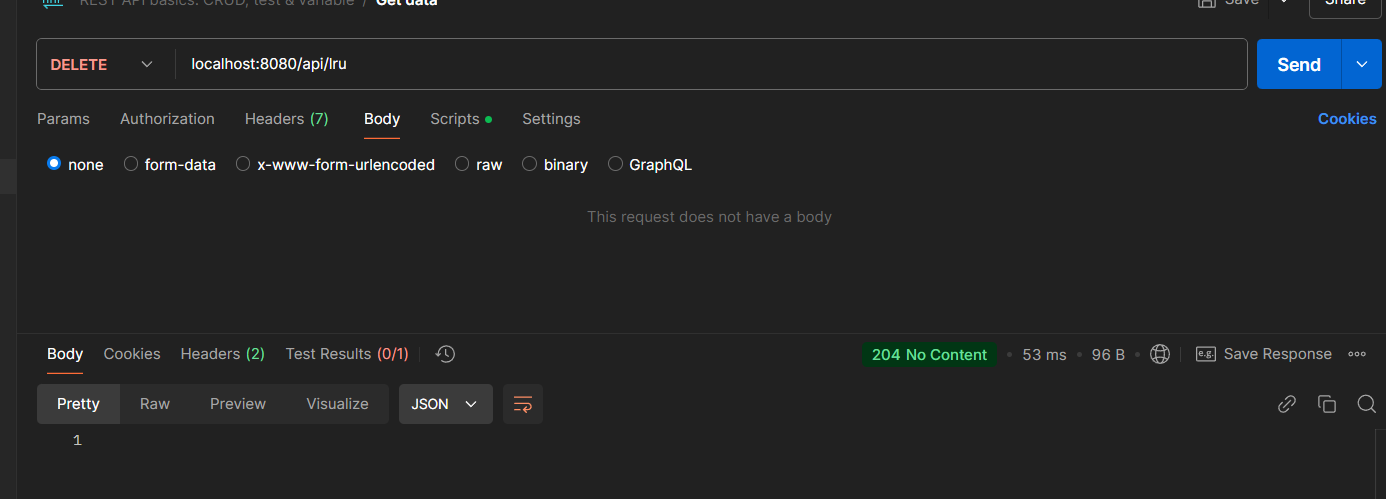 REST API basics: CRUD, test & variable / Get data
Save
Share
DELETE localhost:8080/api/lru Send
Params Authorization Headers (7) Body Scripts Settings Cookies
none form-data x-www-form-urlencoded raw binary GraphQL
This request does not have a body
Body Cookies Headers (2) Test Results (0/1) 204 No Content • 53 ms • 96 B • e.g. Save Response
Pretty Raw Preview Visualize JSON
1